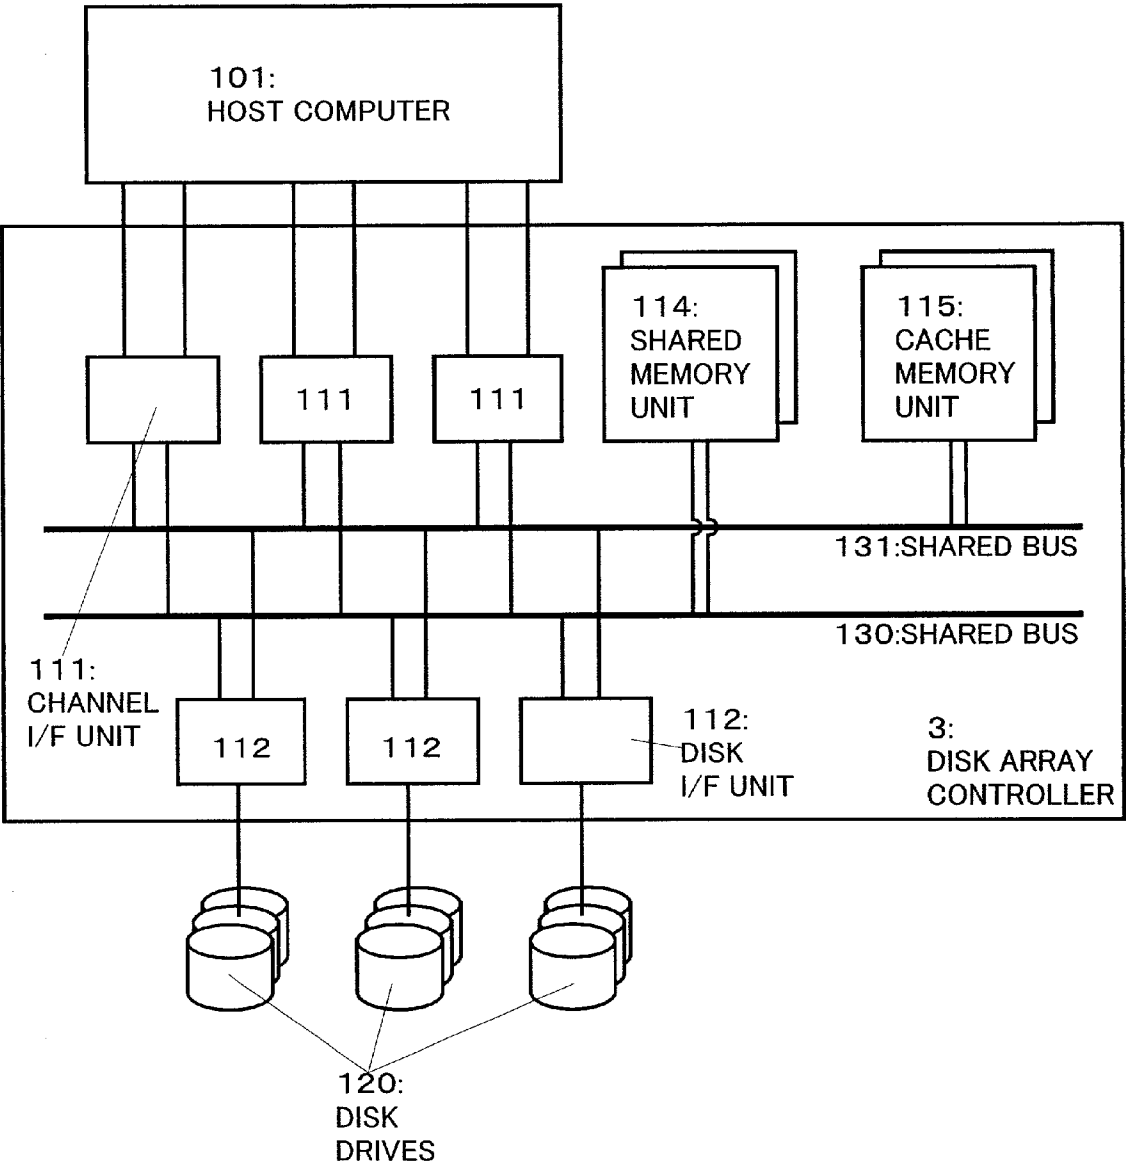 101:
HOST COMPUTER
114:
SHARED
MEMORY
UNIT
115:
CACHE
MEMORY
UNIT
111
111
131:SHARED BUS
130:SHARED BUS
111:
CHANNEL
I/F UNIT
112
112
112:
DISK
I/F UNIT
3:
DISK ARRAY
CONTROLLER
120:
DISK
DRIVES